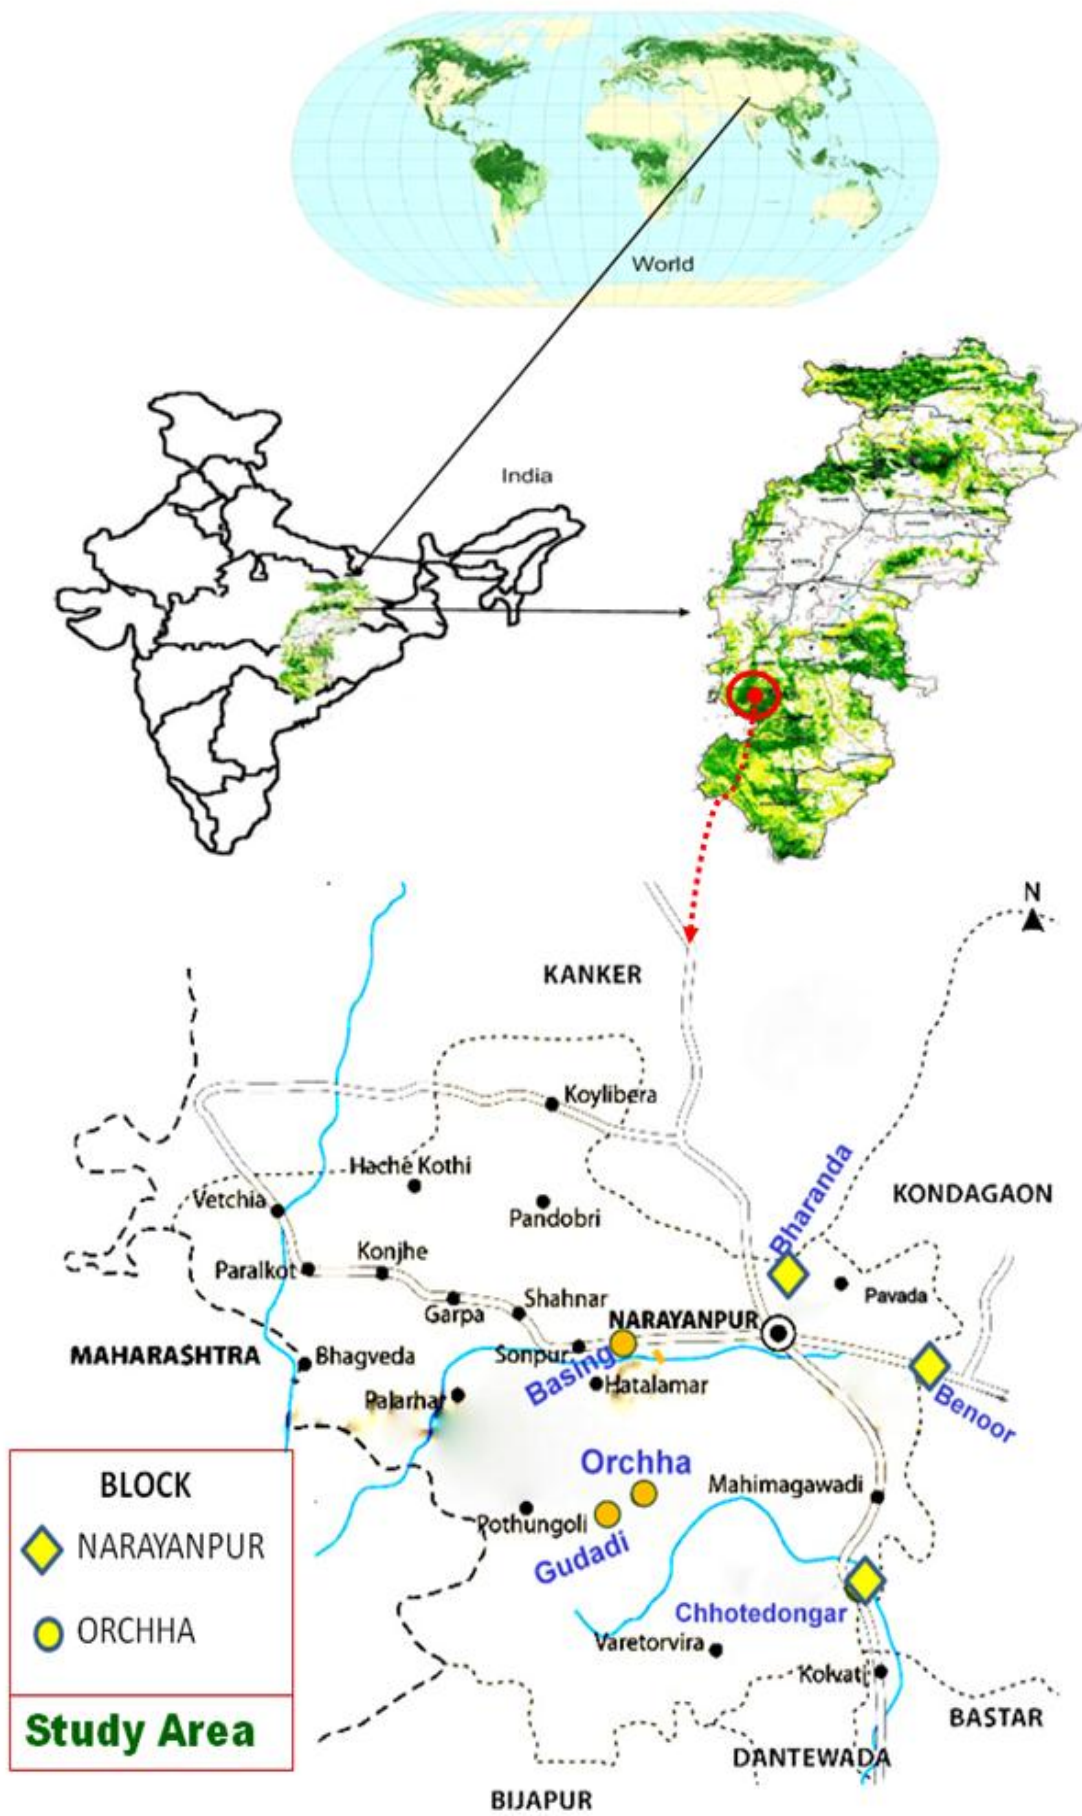 World
India
N
KANKER
Koylibera
Haché Kothi
Bharanda
KONDAGAON
Vetchia
Pandobri
Konjhe
Paralkot
Shahnar
Pavada
Garpa
NARAYANPUR
MAHARASHTRA
Bhagveda
Sonpur
Basing
Hatalamar
Palarhar
Benoor
Orchha
BLOCK
Mahimagawadi
NARAYANPUR
Pothungoli
Gudadi
Chhotedongar
ORCHHA
Varetorvira
Kolvati
Study Area
BASTAR
DANTEWADA
BIJAPUR